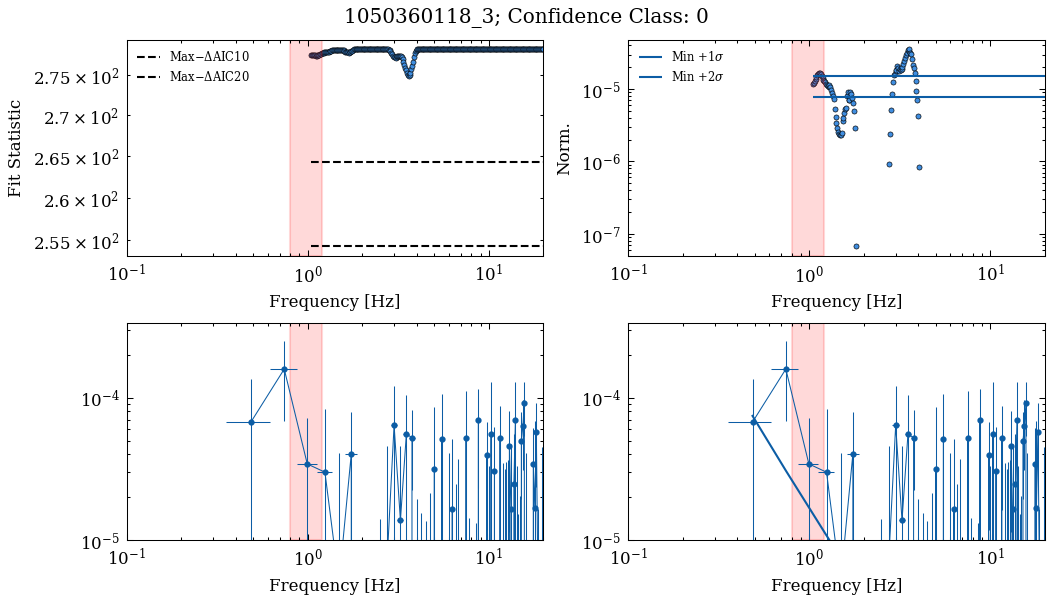 1050360118_3; Confidence Class: 0
Max−ΔAIC10
Max−ΔAIC20
Fit Statistic
2.75 × 10²
2.7 × 10²
2.65 × 10²
2.6 × 10²
2.55 × 10²
10⁻¹
10⁰
10¹
Frequency [Hz]
Min +1σ
Min +2σ
Norm.
10⁻⁵
10⁻⁶
10⁻⁷
10⁻¹
10⁰
10¹
Frequency [Hz]
10⁻⁴
10⁻⁵
10⁻¹
10⁰
10¹
Frequency [Hz]
10⁻⁴
10⁻⁵
10⁻¹
10⁰
10¹
Frequency [Hz]